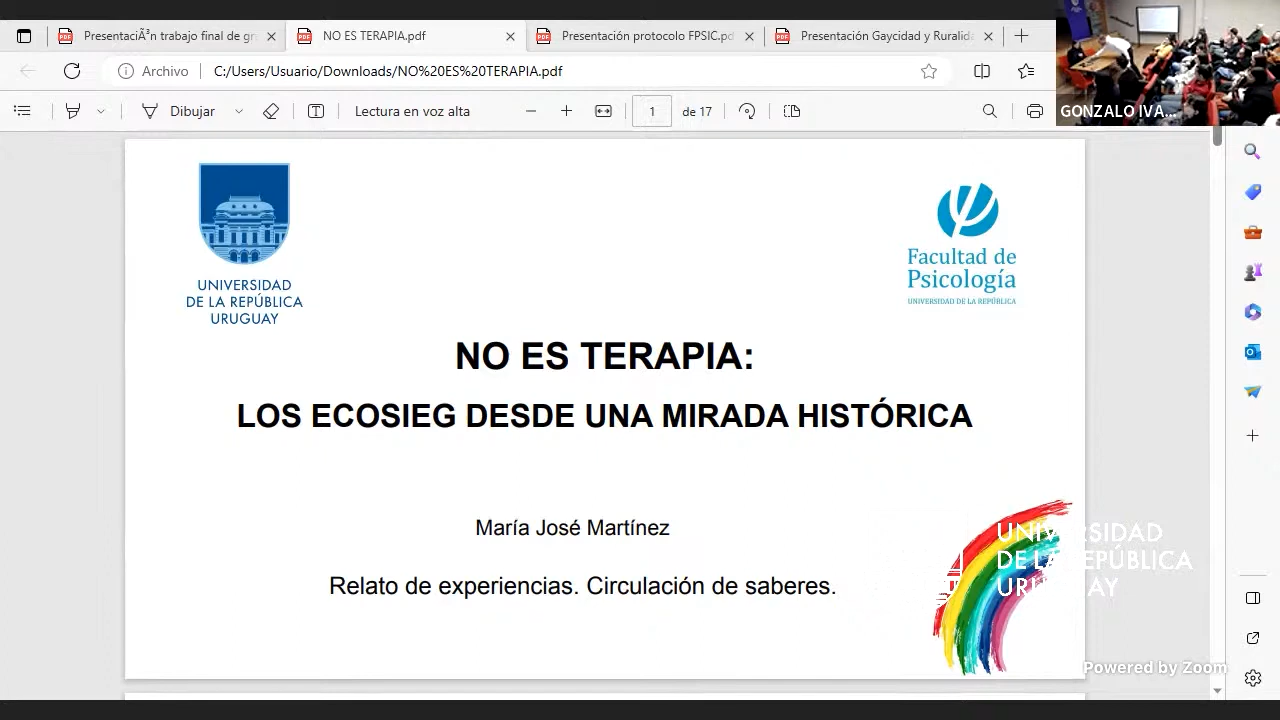 PresentaciÃ³n trabajo final de gr
NO ES TERAPIA.pdf
Presentación protocolo FPSIC.pd
Presentación Gaycidad y Ruralida
Archivo
C:/Users/Usuario/Downloads/NO%20ES%20TERAPIA.pdf
GONZALO IVA...
Dibujar
Lectura en voz alta
1
de 17
UNIVERSIDAD
DE LA REPÚBLICA
URUGUAY
Facultad de
Psicología
UNIVERSIDAD DE LA REPÚBLICA
NO ES TERAPIA:
LOS ECOSIEG DESDE UNA MIRADA HISTÓRICA
María José Martínez
Relato de experiencias. Circulación de saberes.
UNIVERSIDAD
DE LA REPÚBLICA
URUGUAY
Powered by Zoom